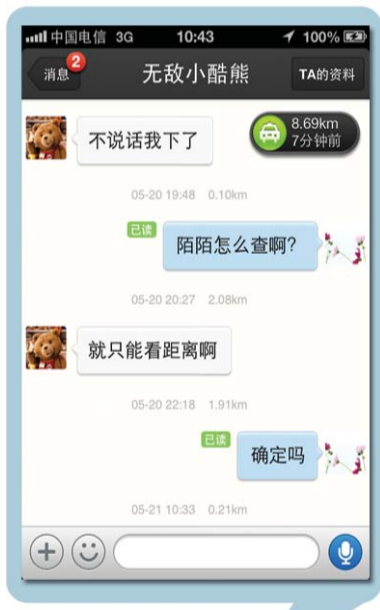 中国电信 3G 10:43 100%
消息 2 无敌小酷熊 TA的资料
8.69km
7分钟前
不说话我下了
05-20 19:48 0.10km
已读
陌陌怎么查啊？
05-20 20:27 2.08km
就只能看距离啊
05-20 22:18 1.91km
已读
确定吗
05-21 10:33 0.21km